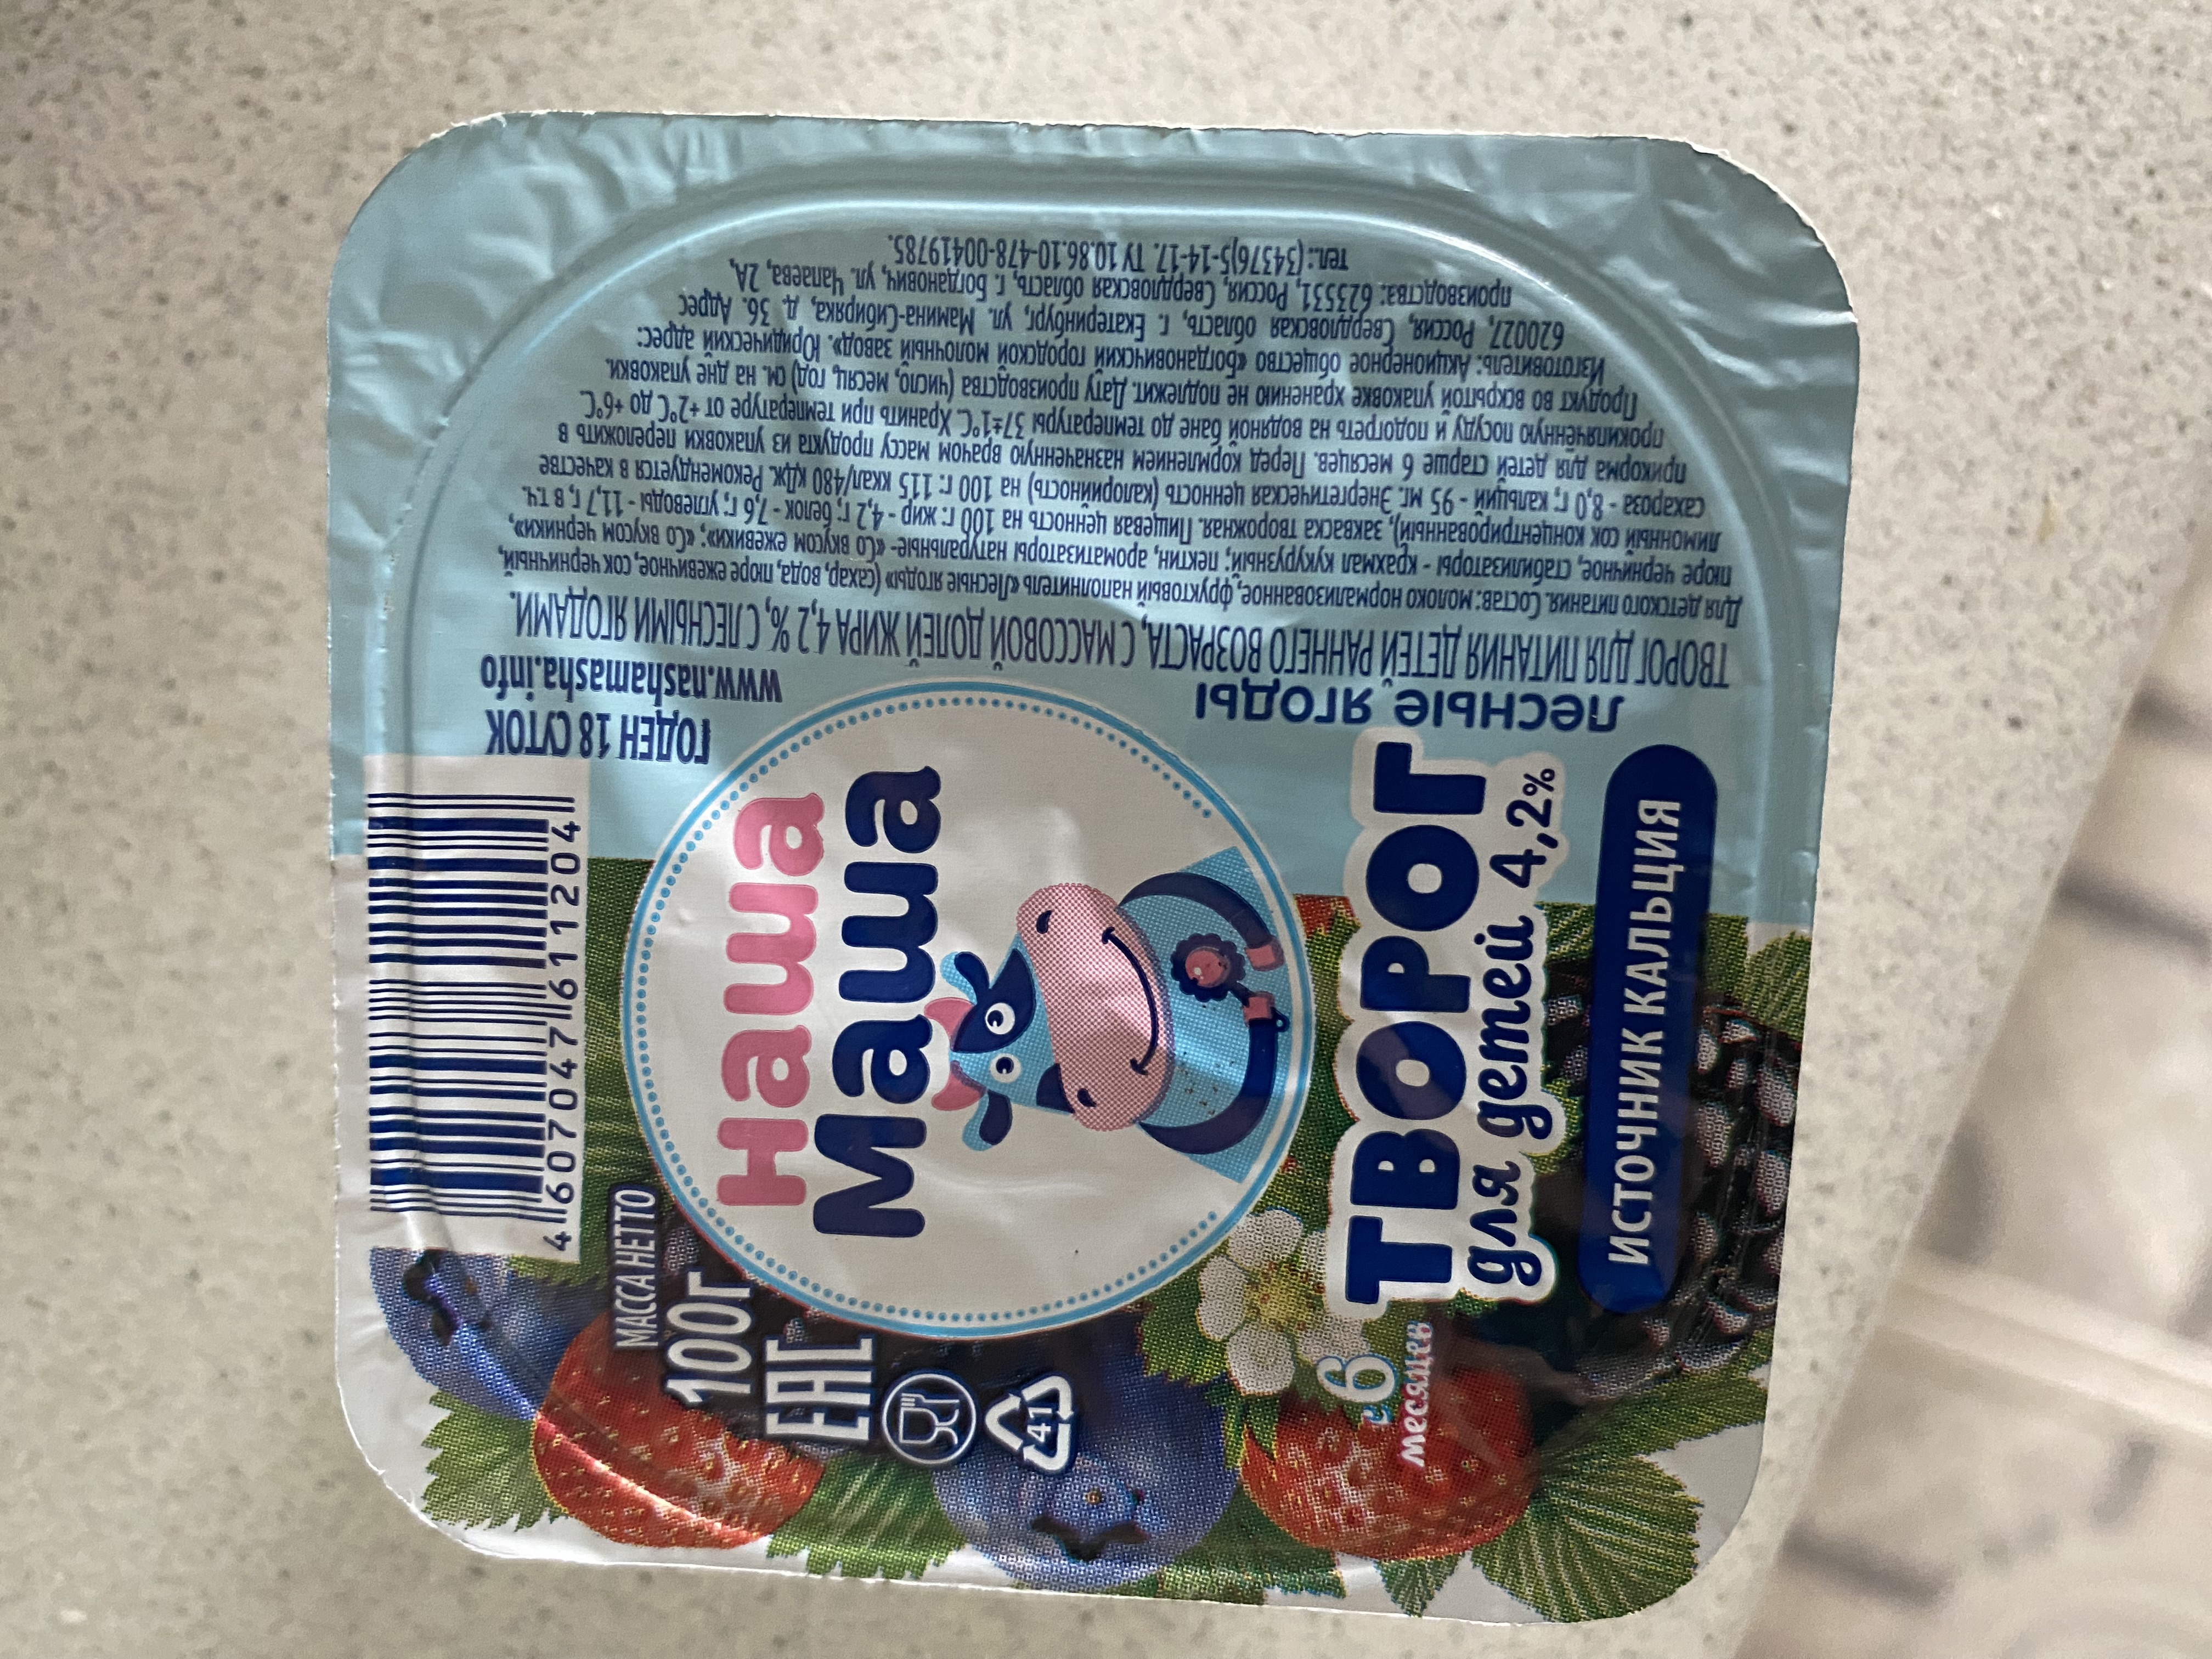 Наша
Маша
ТВОРОГ
для детей 4,2%
ИСТОЧНИК КАЛЬЦИЯ
МАССА НЕТТО
100г
ЕАС
41
с 6
месяцев
4 607047 611204
ГОДЕН 18 СУТОК
www.nashamasha.info
лесные ягоды
ТВОРОГ ДЛЯ ПИТАНИЯ ДЕТЕЙ РАННЕГО ВОЗРАСТА, С МАССОВОЙ ДОЛЕЙ ЖИРА 4,2 %, С ЛЕСНЫМИ ЯГОДАМИ.
Для детского питания. Состав: молоко нормализованное, фруктовый наполнитель «Лесные ягоды» (сахар, вода, пюре ежевичное, сок черничный,
пюре черничное, стабилизаторы - крахмал кукурузный; пектин, ароматизаторы натуральные- «Со вкусом ежевики»; «Со вкусом черники»,
лимонный сок концентрированный), закваска творожная. Пищевая ценность на 100 г: жир - 4,2 г; белок - 7,6 г; углеводы - 11,7 г, в т.ч.
сахароза - 8,0 г; кальций - 95 мг. Энергетическая ценность (калорийность) на 100 г: 115 ккал/480 кДж. Рекомендуется в качестве
прикорма для детей старше 6 месяцев. Перед кормлением назначенную врачом массу продукта из упаковки переложить в
прокипячённую посуду и подогреть на водяной бане до температуры 37±1°С. Хранить при температуре от +2°С до +6°С.
Продукт во вскрытой упаковке хранению не подлежит. Дату производства (число, месяц, год) см. на дне упаковки.
Изготовитель: Акционерное общество «Богдановичский городской молочный завод». Юридический адрес:
620027, Россия, Свердловская область, г. Екатеринбург, ул. Мамина-Сибиряка, д. 36. Адрес
производства: 623531, Россия, Свердловская область, г. Богданович, ул. Чапаева, 2А,
тел.: (34376)5-14-17. ТУ 10.86.10-478-00419785.